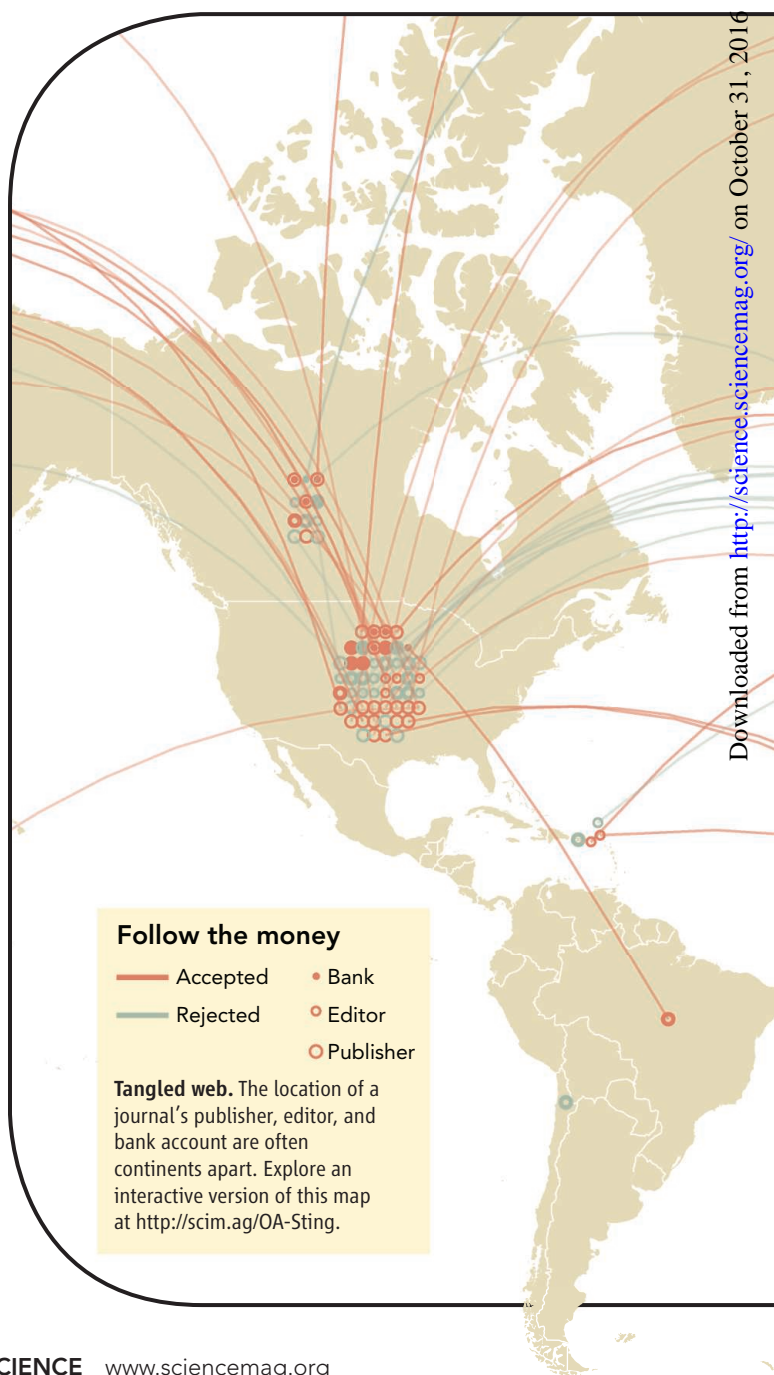 Downloaded from http://science.sciencemag.org/ on October 31, 2016
Follow the money
Accepted
Bank
Rejected
Editor
Publisher
Tangled web. The location of a
journal's publisher, editor, and
bank account are often
continents apart. Explore an
interactive version of this map
at http://scim.ag/OA-Sting.
CIENCE www.sciencemag.org